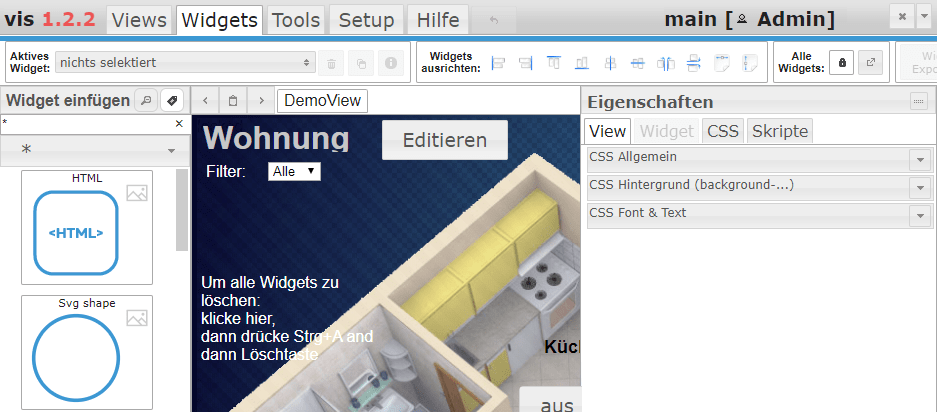 vis 1.2.2 Views Widgets Tools Setup Hilfe main [ Admin]
Aktives
Widget:
nichts selektiert
Widgets
ausrichten:
Alle
Widgets:
Widget einfügen
DemoView
Eigenschaften
*
*
View Widget CSS Skripte
CSS Allgemein
CSS Hintergrund (background-...)
CSS Font & Text
HTML
<HTML>
Svg shape
Wohnung
Editieren
Filter: Alle
Um alle Widgets zu
löschen:
klicke hier,
dann drücke Strg+A and
dann Löschtaste
Küc
aus